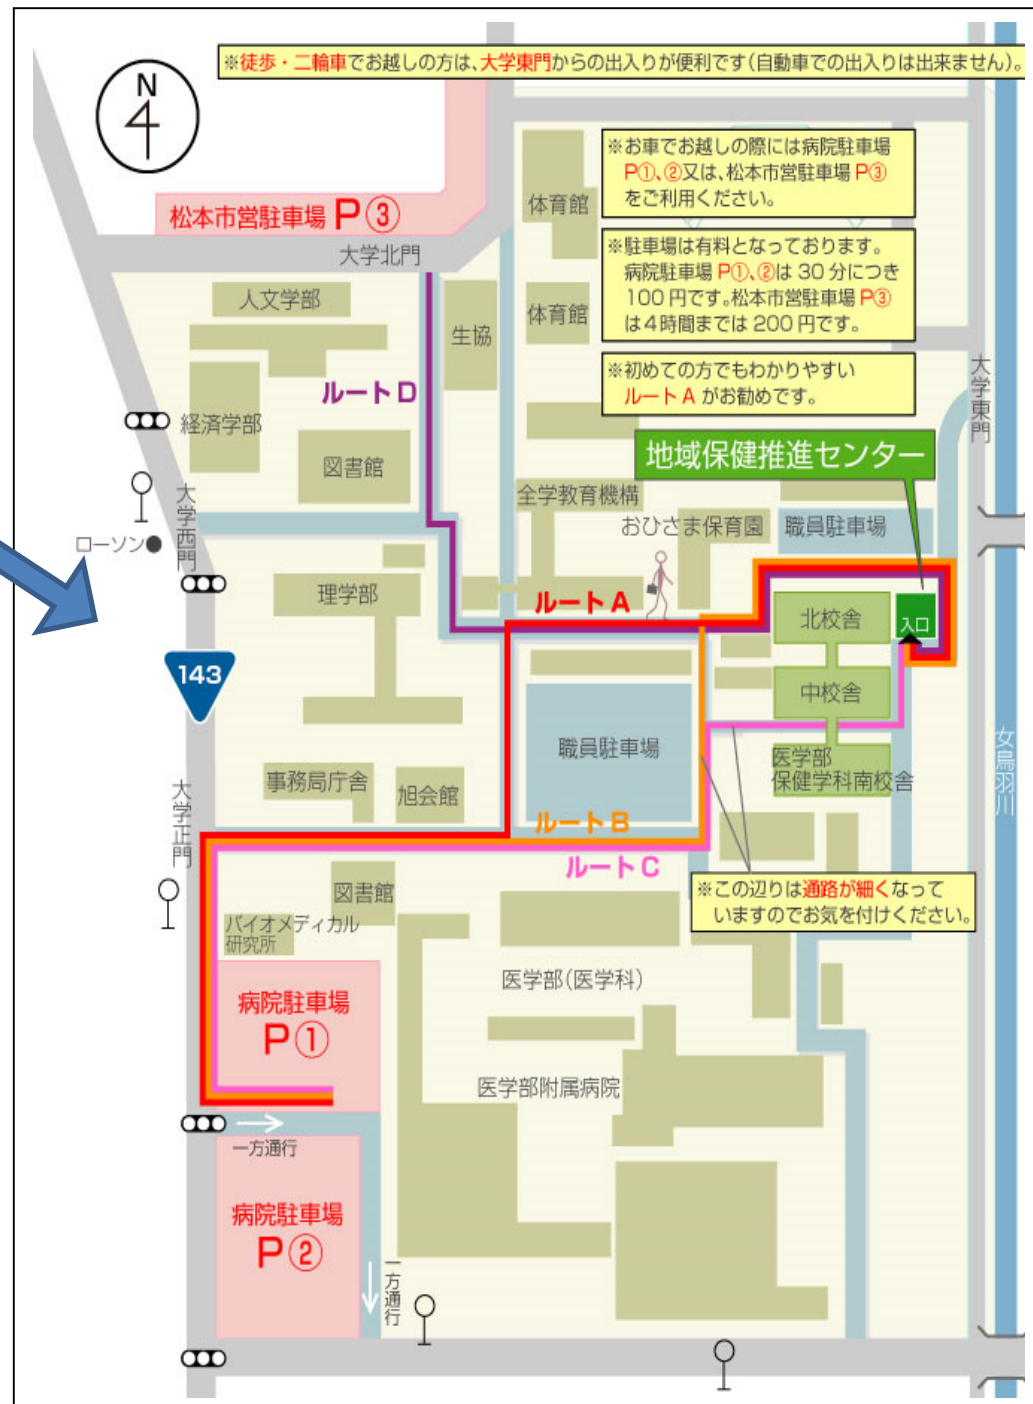 ※徒歩・二輪車でお越しの方は、大学東門からの出入りが便利です(自動車での出入りは出来ません)。
N
※お車でお越しの際には病院駐車場
P①、②又は、松本市営駐車場 P③
をご利用ください。
松本市営駐車場 P③
体育館
大学北門
※駐車場は有料となっております。
病院駐車場 P①、②は 30 分につき
100 円です。松本市営駐車場 P③
は4時間までは 200 円です。
人文学部
生協
体育館
※初めての方でもわかりやすい
ルート A がお勧めです。
大学東門
ルート D
経済学部
図書館
地域保健推進センター
大学西門
全学教育機構
おひさま保育園
職員駐車場
ローソン●
理学部
ルート A
北校舎
入口
143
中校舎
職員駐車場
医学部
保健学科南校舎
女鳥羽川
事務局庁舎
旭会館
大学正門
ルート B
ルート C
※この辺りは通路が細くなって
いますのでお気を付けください。
図書館
バイオメディカル
研究所
医学部(医学科)
病院駐車場
P①
医学部附属病院
一方通行
病院駐車場
P②
一方通行